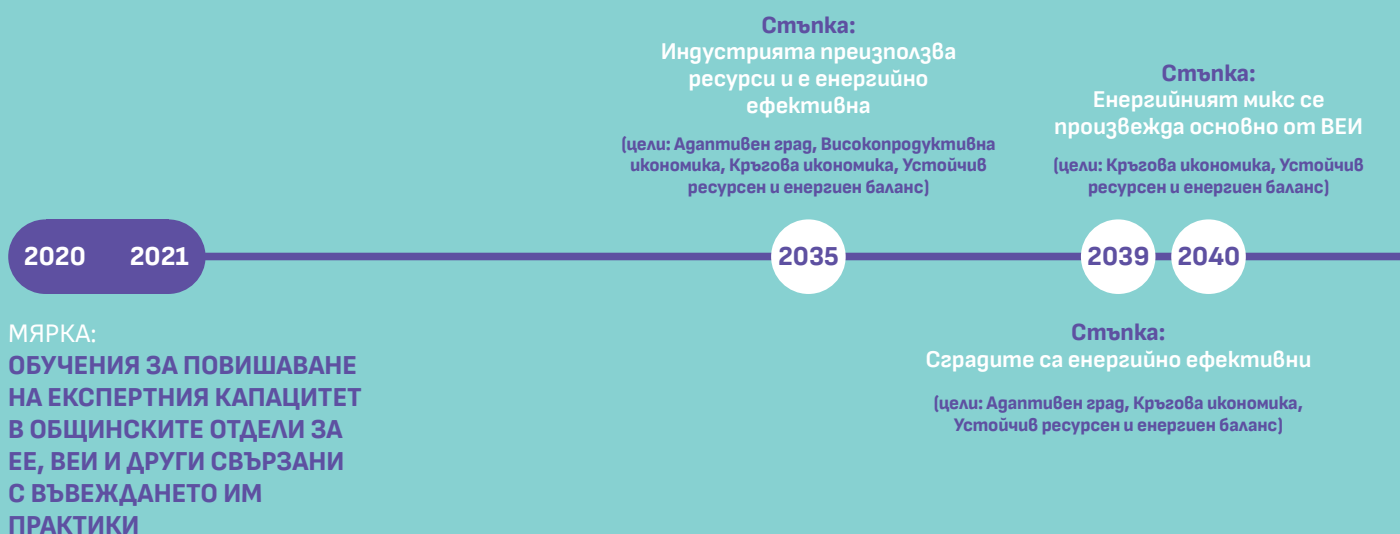 Стъпка:
Индустрията преизползва
ресурси и е енергийно
ефективна
(цели: Адаптивен град, Високопродуктивна
икономика, Кръгова икономика, Устойчив
ресурсен и енергиен баланс)
Стъпка:
Енергийният микс се
произвежда основно от ВЕИ
(цели: Кръгова икономика, Устойчив
ресурсен и енергиен баланс)
2020 2021 2035 2039 2040
МЯРКА:
ОБУЧЕНИЯ ЗА ПОВИШАВАНЕ
НА ЕКСПЕРТНИЯ КАПАЦИТЕТ
В ОБЩИНСКИТЕ ОТДЕЛИ ЗА
ЕЕ, ВЕИ И ДРУГИ СВЪРЗАНИ
С ВЪВЕЖДАНЕТО ИМ
ПРАКТИКИ
Стъпка:
Сградите са енергийно ефективни
(цели: Адаптивен град, Кръгова икономика,
Устойчив ресурсен и енергиен баланс)